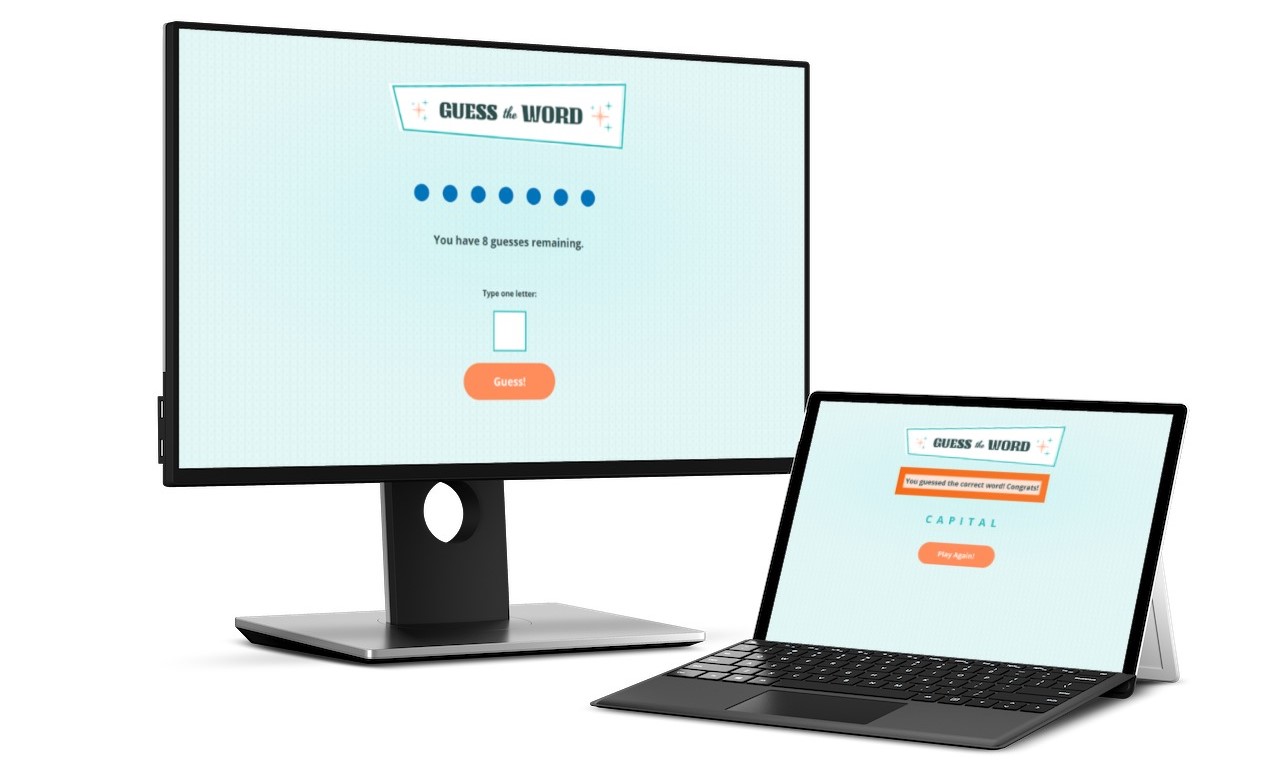 GUESS the WORD
You have 8 guesses remaining.
Type one letter:
Guess!
GUESS the WORD
You guessed the correct word! Congrats!
CAPITAL
Play Again!